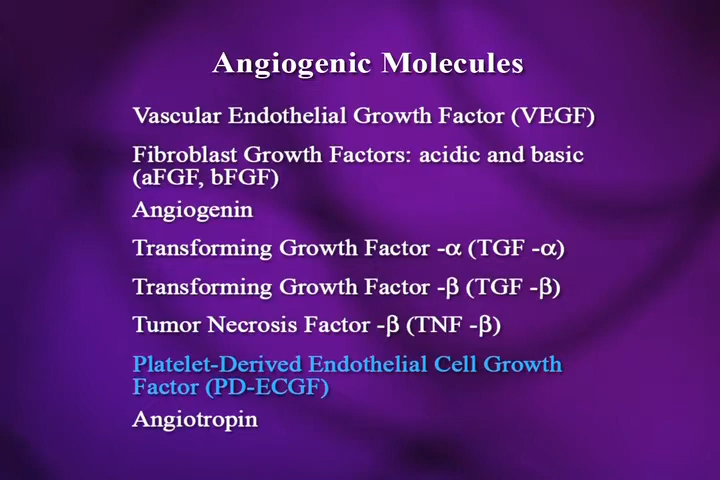 Angiogenic Molecules
Vascular Endothelial Growth Factor (VEGF)
Fibroblast Growth Factors: acidic and basic
(aFGF, bFGF)
Angiogenin
Transforming Growth Factor -α (TGF -α)
Transforming Growth Factor -β (TGF -β)
Tumor Necrosis Factor -β (TNF -β)
Platelet-Derived Endothelial Cell Growth
Factor (PD-ECGF)
Angiotropin